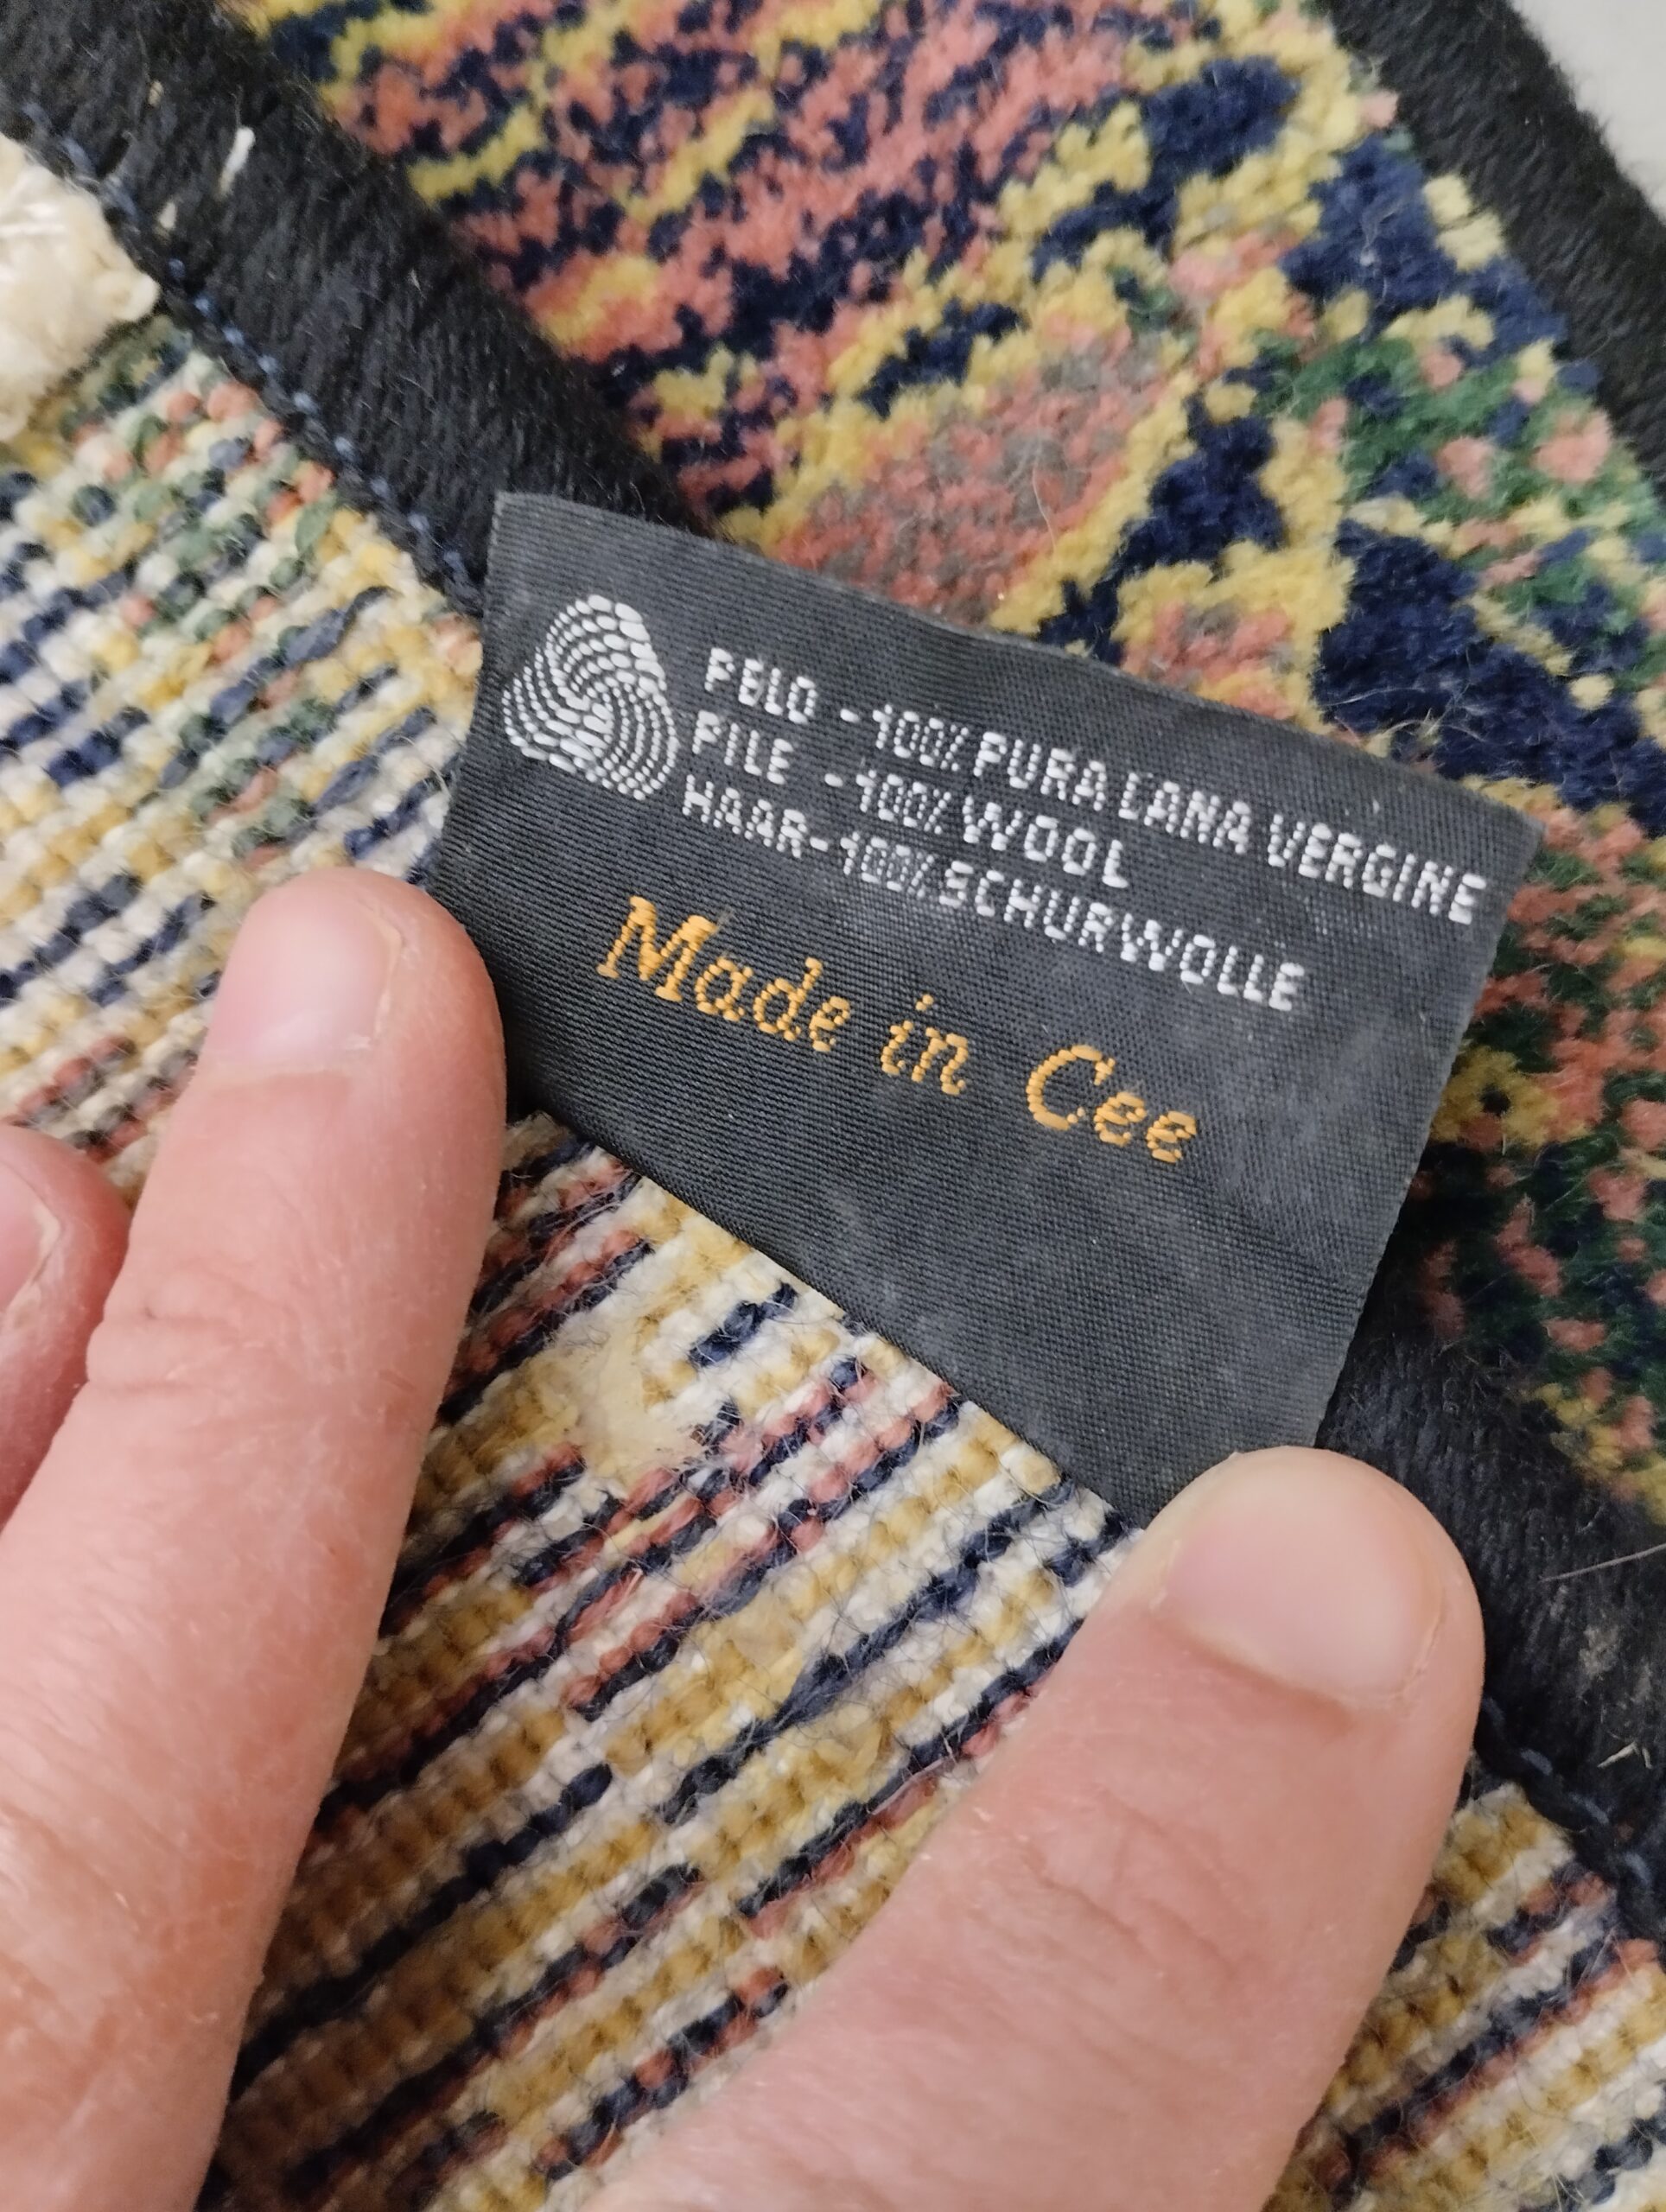 PELO -100% PURA LANA VERGINE
PILE -100% WOOL
HAAR-100% SCHURWOLLE
Made in Cee